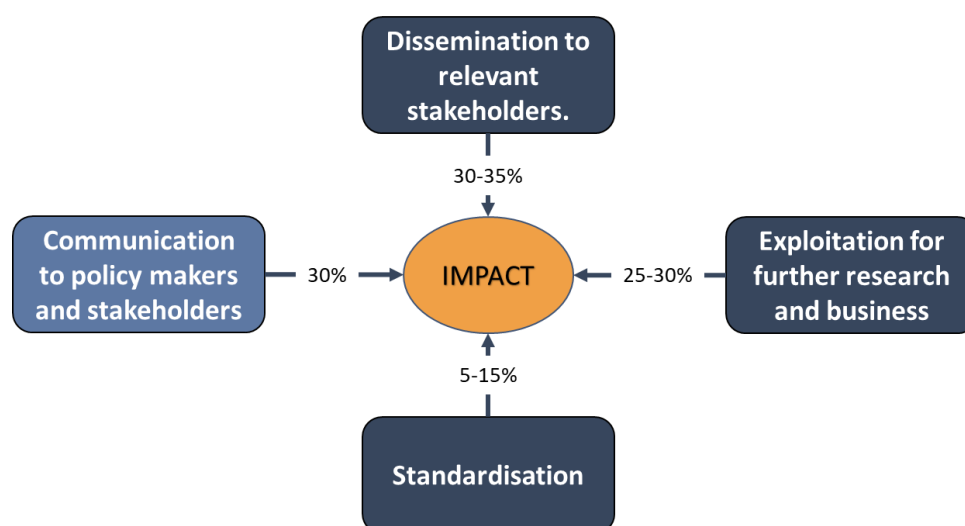 Dissemination to
relevant
stakeholders.
30-35%
Communication
to policy makers
and stakeholders
30%
IMPACT
25-30%
Exploitation for
further research
and business
5-15%
Standardisation